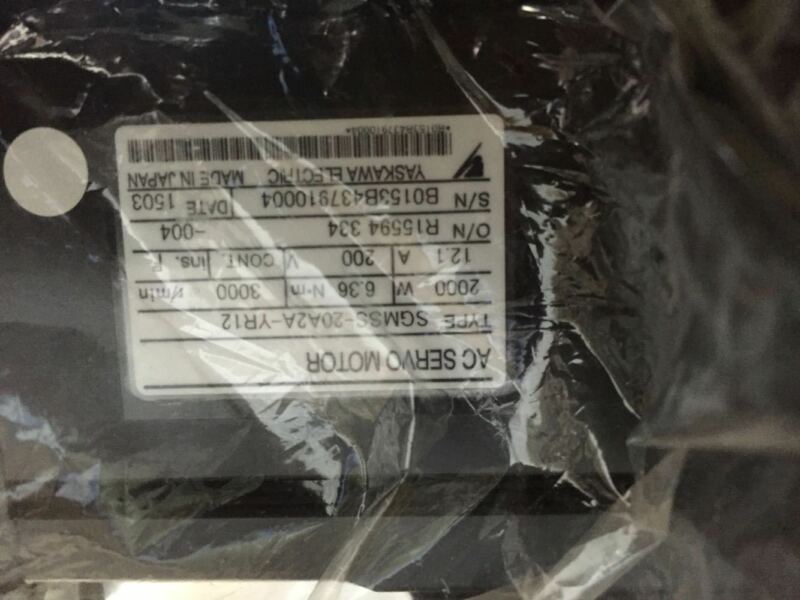 AC SERVO MOTOR
TYPE SGMSS-20A2A-YR12
2000 W 6.36 N·m 3000 r/min
12.1 A 200 V CONT. ins. F
O/N R15594 334 -004
S/N B0153B437910004 DATE 1503
YASKAWA ELECTRIC MADE IN JAPAN